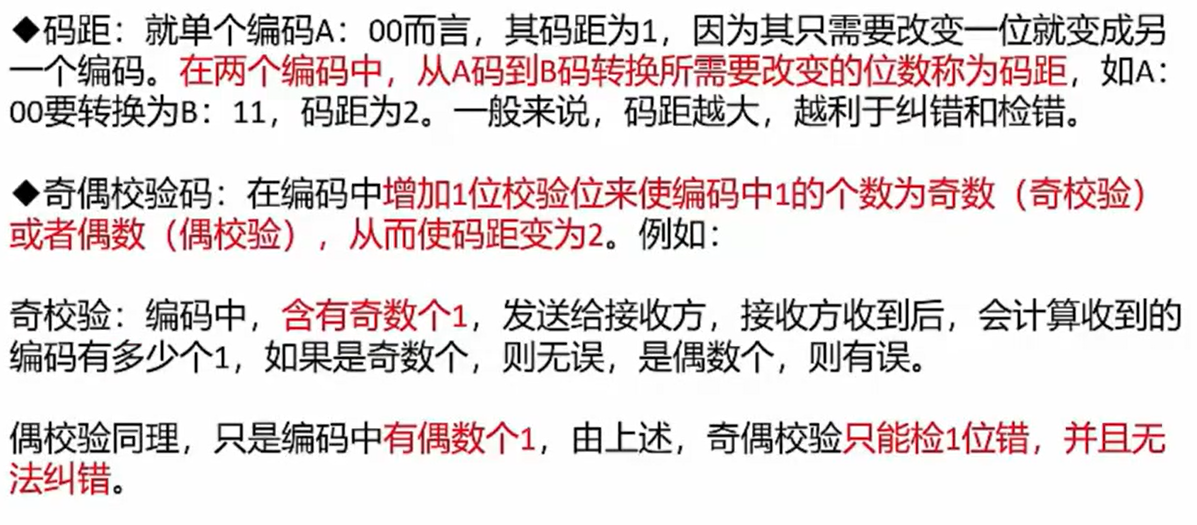 ◆码距：就单个编码A：00而言，其码距为1，因为其只需要改变一位就变成另
一个编码。在两个编码中，从A码到B码转换所需要改变的位数称为码距，如A：
00要转换为B：11，码距为2。一般来说，码距越大，越利于纠错和检错。
◆奇偶校验码：在编码中增加1位校验位来使编码中1的个数为奇数（奇校验）
或者偶数（偶校验），从而使码距变为2。例如：
奇校验：编码中，含有奇数个1，发送给接收方，接收方收到后，会计算收到的
编码有多少个1，如果是奇数个，则无误，是偶数个，则有误。
偶校验同理，只是编码中有偶数个1，由上述，奇偶校验只能检1位错，并且无
法纠错。